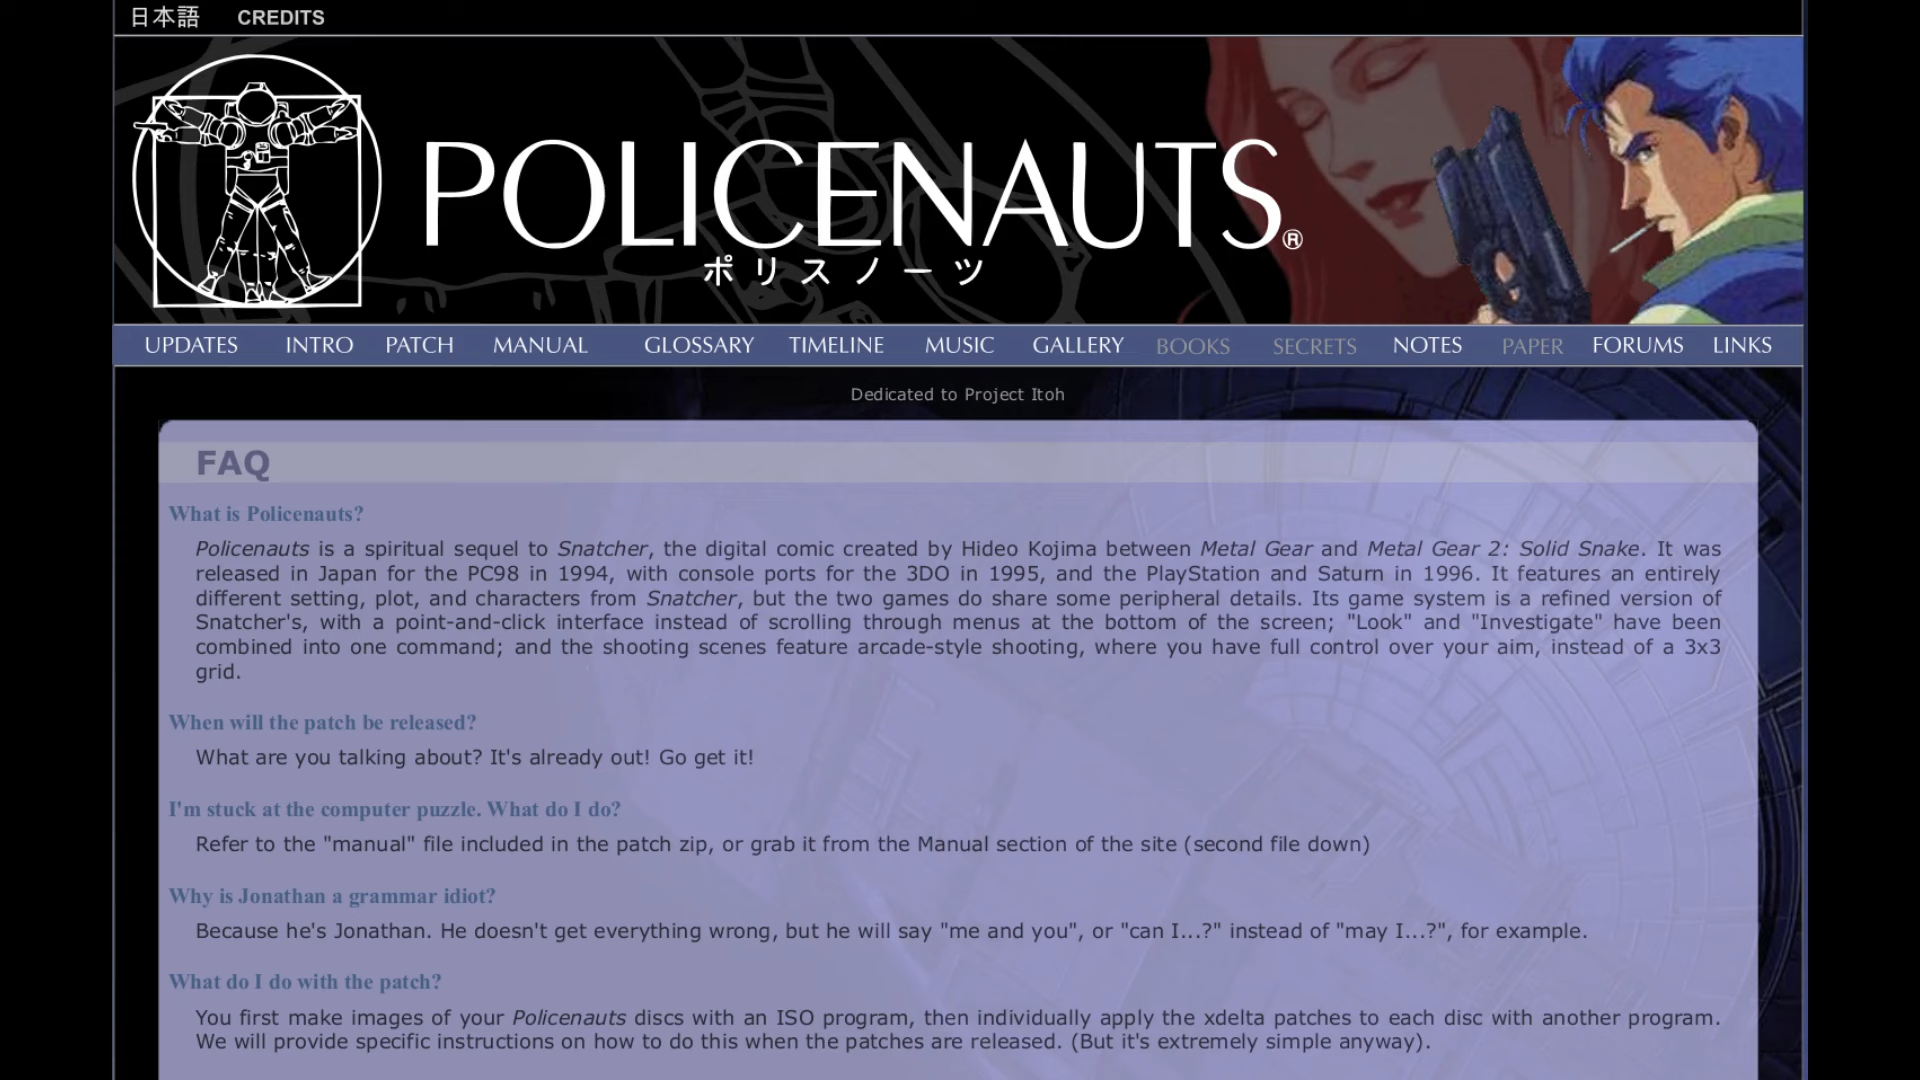 日本語 CREDITS
POLICENAUTS®
ポリスノーツ
UPDATES INTRO PATCH MANUAL GLOSSARY TIMELINE MUSIC GALLERY BOOKS SECRETS NOTES PAPER FORUMS LINKS
Dedicated to Project Itoh
FAQ
What is Policenauts?
Policenauts is a spiritual sequel to Snatcher, the digital comic created by Hideo Kojima between Metal Gear and Metal Gear 2: Solid Snake. It was
released in Japan for the PC98 in 1994, with console ports for the 3DO in 1995, and the PlayStation and Saturn in 1996. It features an entirely
different setting, plot, and characters from Snatcher, but the two games do share some peripheral details. Its game system is a refined version of
Snatcher's, with a point-and-click interface instead of scrolling through menus at the bottom of the screen; "Look" and "Investigate" have been
combined into one command; and the shooting scenes feature arcade-style shooting, where you have full control over your aim, instead of a 3x3
grid.
When will the patch be released?
What are you talking about? It's already out! Go get it!
I'm stuck at the computer puzzle. What do I do?
Refer to the "manual" file included in the patch zip, or grab it from the Manual section of the site (second file down)
Why is Jonathan a grammar idiot?
Because he's Jonathan. He doesn't get everything wrong, but he will say "me and you", or "can I...?" instead of "may I...?", for example.
What do I do with the patch?
You first make images of your Policenauts discs with an ISO program, then individually apply the xdelta patches to each disc with another program.
We will provide specific instructions on how to do this when the patches are released. (But it's extremely simple anyway).